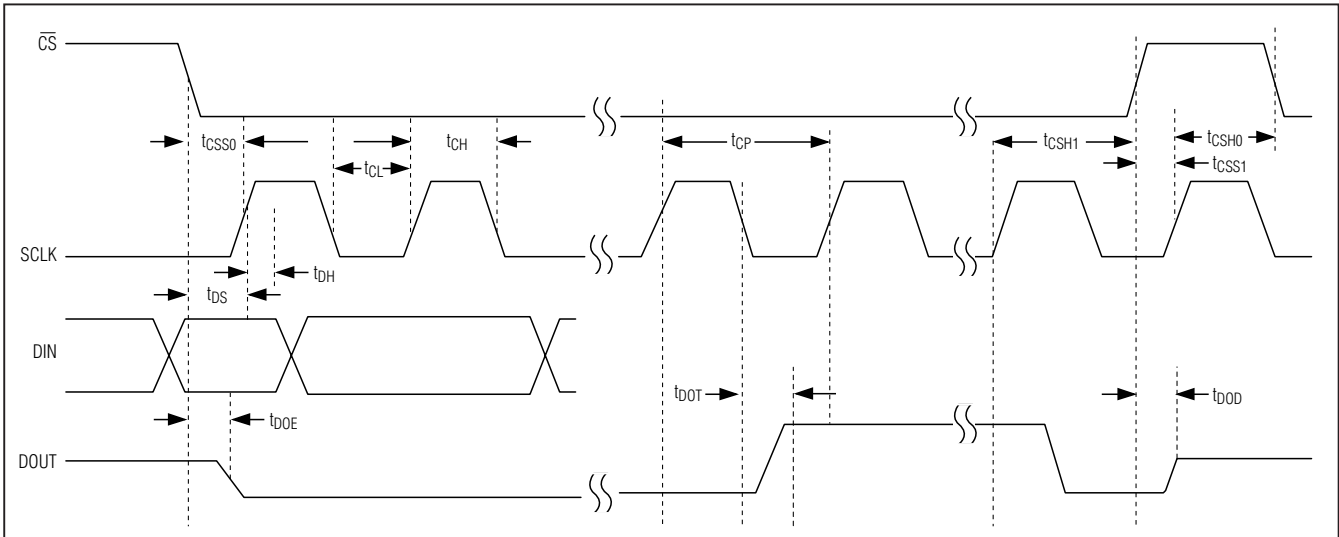 CS
tCSS0
tCH
tCL
tCP
tCSH1
tCSH0
tCSS1
SCLK
tDH
tDS
DIN
tDOT
tDOD
tDOE
DOUT